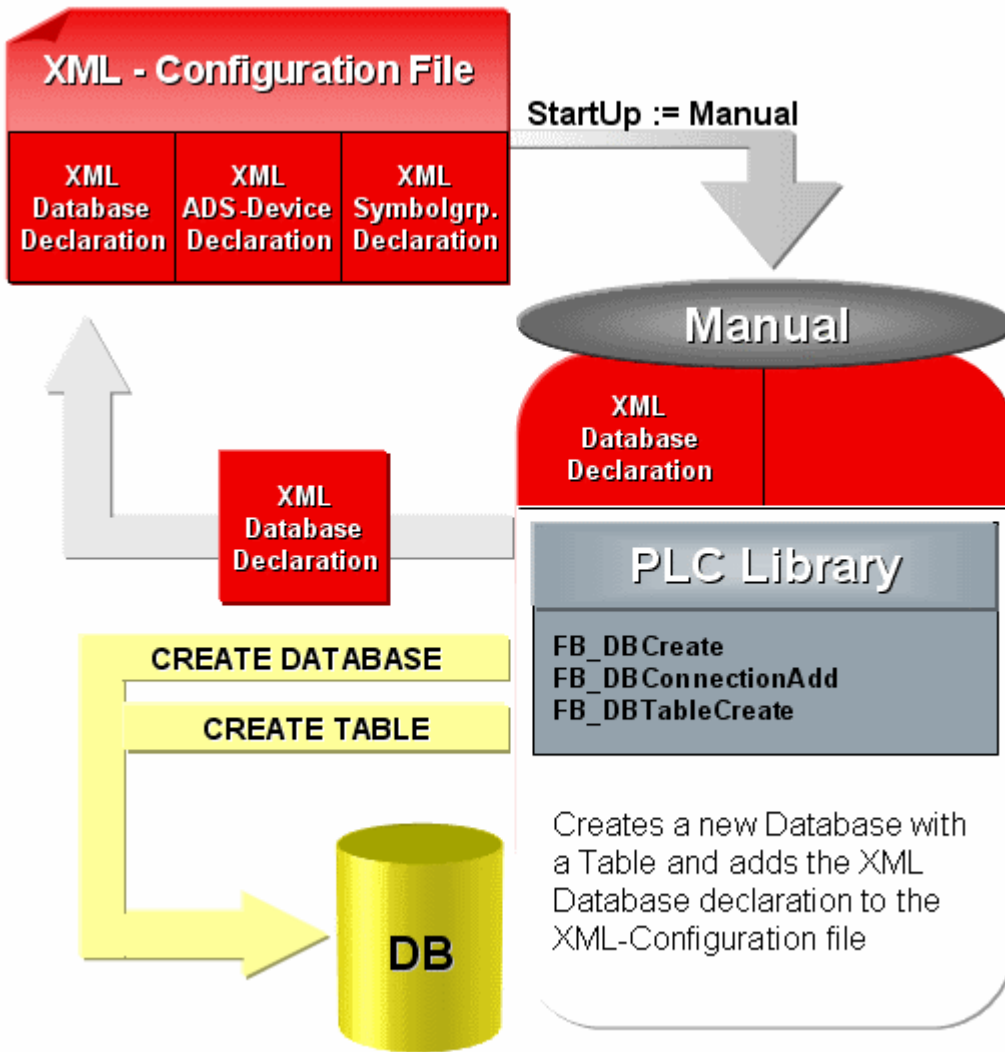 XML - Configuration File
XML
Database
Declaration
XML
ADS-Device
Declaration
XML
Symbolgrp.
Declaration
StartUp := Manual
Manual
XML
Database
Declaration
XML
Database
Declaration
PLC Library
FB_DBCreate
FB_DBConnectionAdd
FB_DBTableCreate
CREATE DATABASE
CREATE TABLE
DB
Creates a new Database with
a Table and adds the XML
Database declaration to the
XML-Configuration file